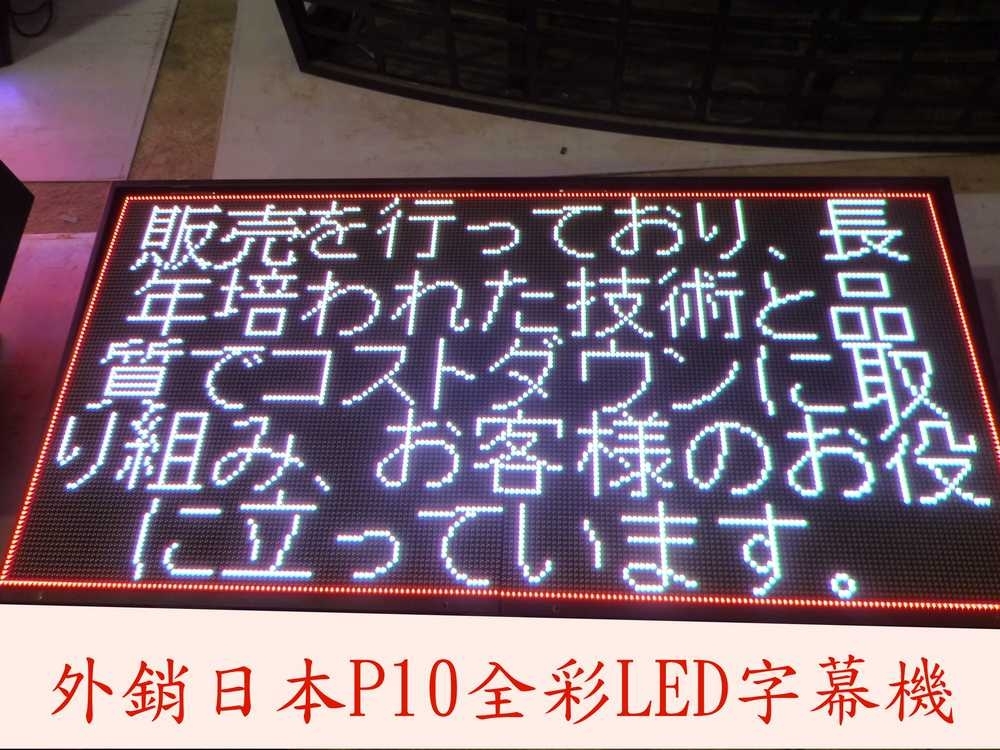 販売を行っており、長
年培われた技術と品
質でコストダウンに取
り組み、お客様のお役
に立っています。
外銷日本P10全彩LED字幕機